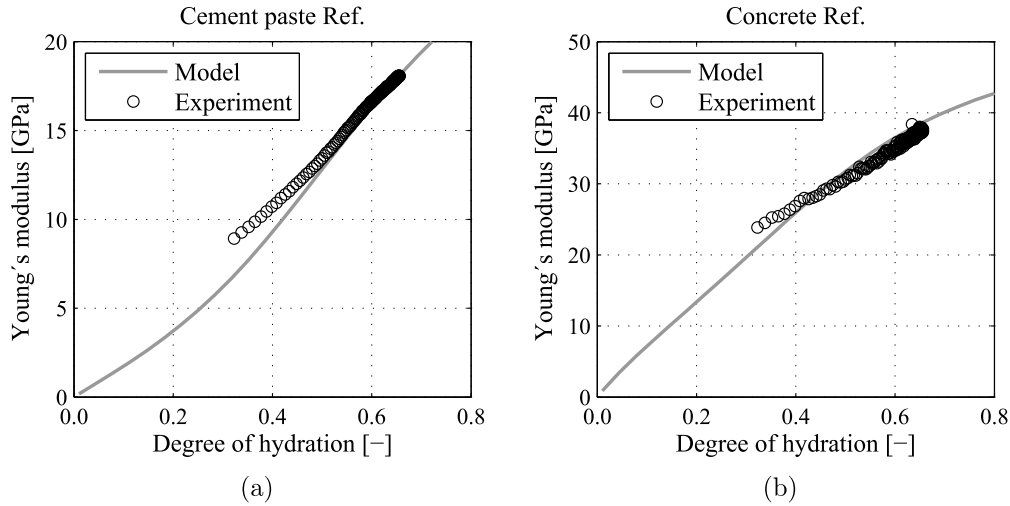 Cement paste Ref.
20
15
10
5
0
Young´s modulus [GPa]
Model
Experiment
0.0 0.2 0.4 0.6 0.8
Degree of hydration [−]
(a)
Concrete Ref.
50
40
30
20
10
0
Young´s modulus [GPa]
Model
Experiment
0.0 0.2 0.4 0.6 0.8
Degree of hydration [−]
(b)